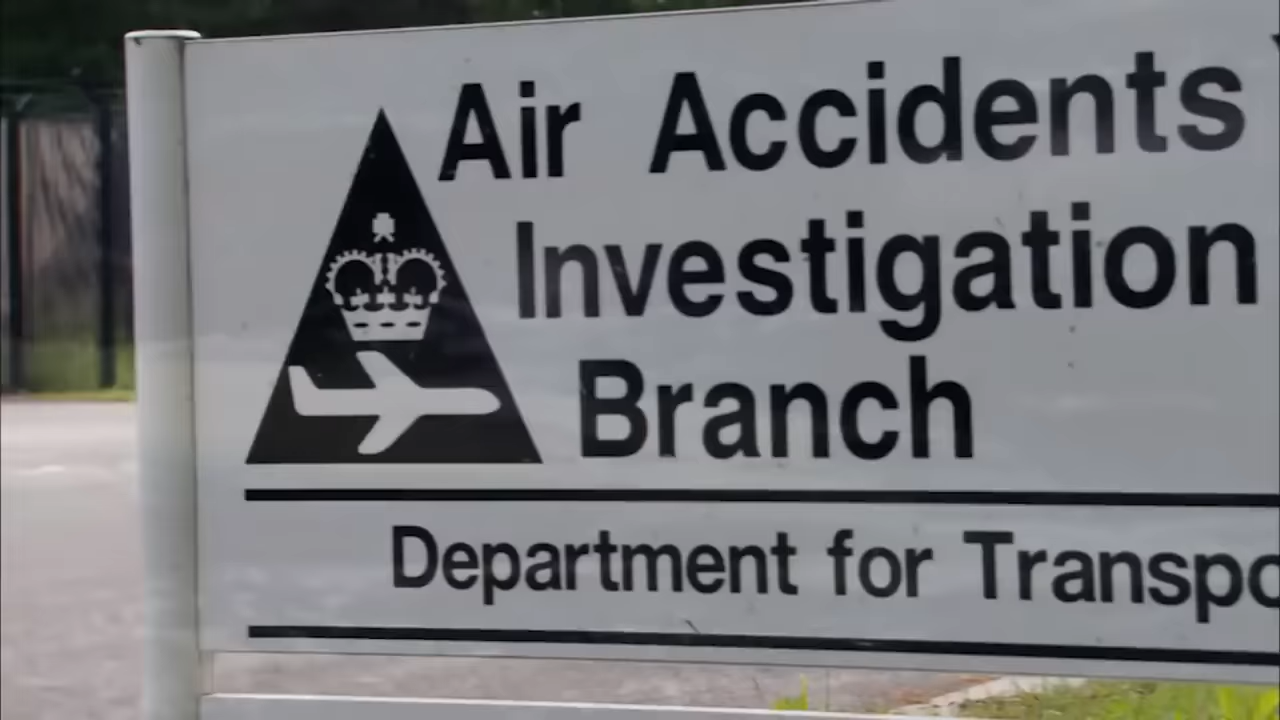 Air Accidents
Investigation
Branch
Department for Transpo